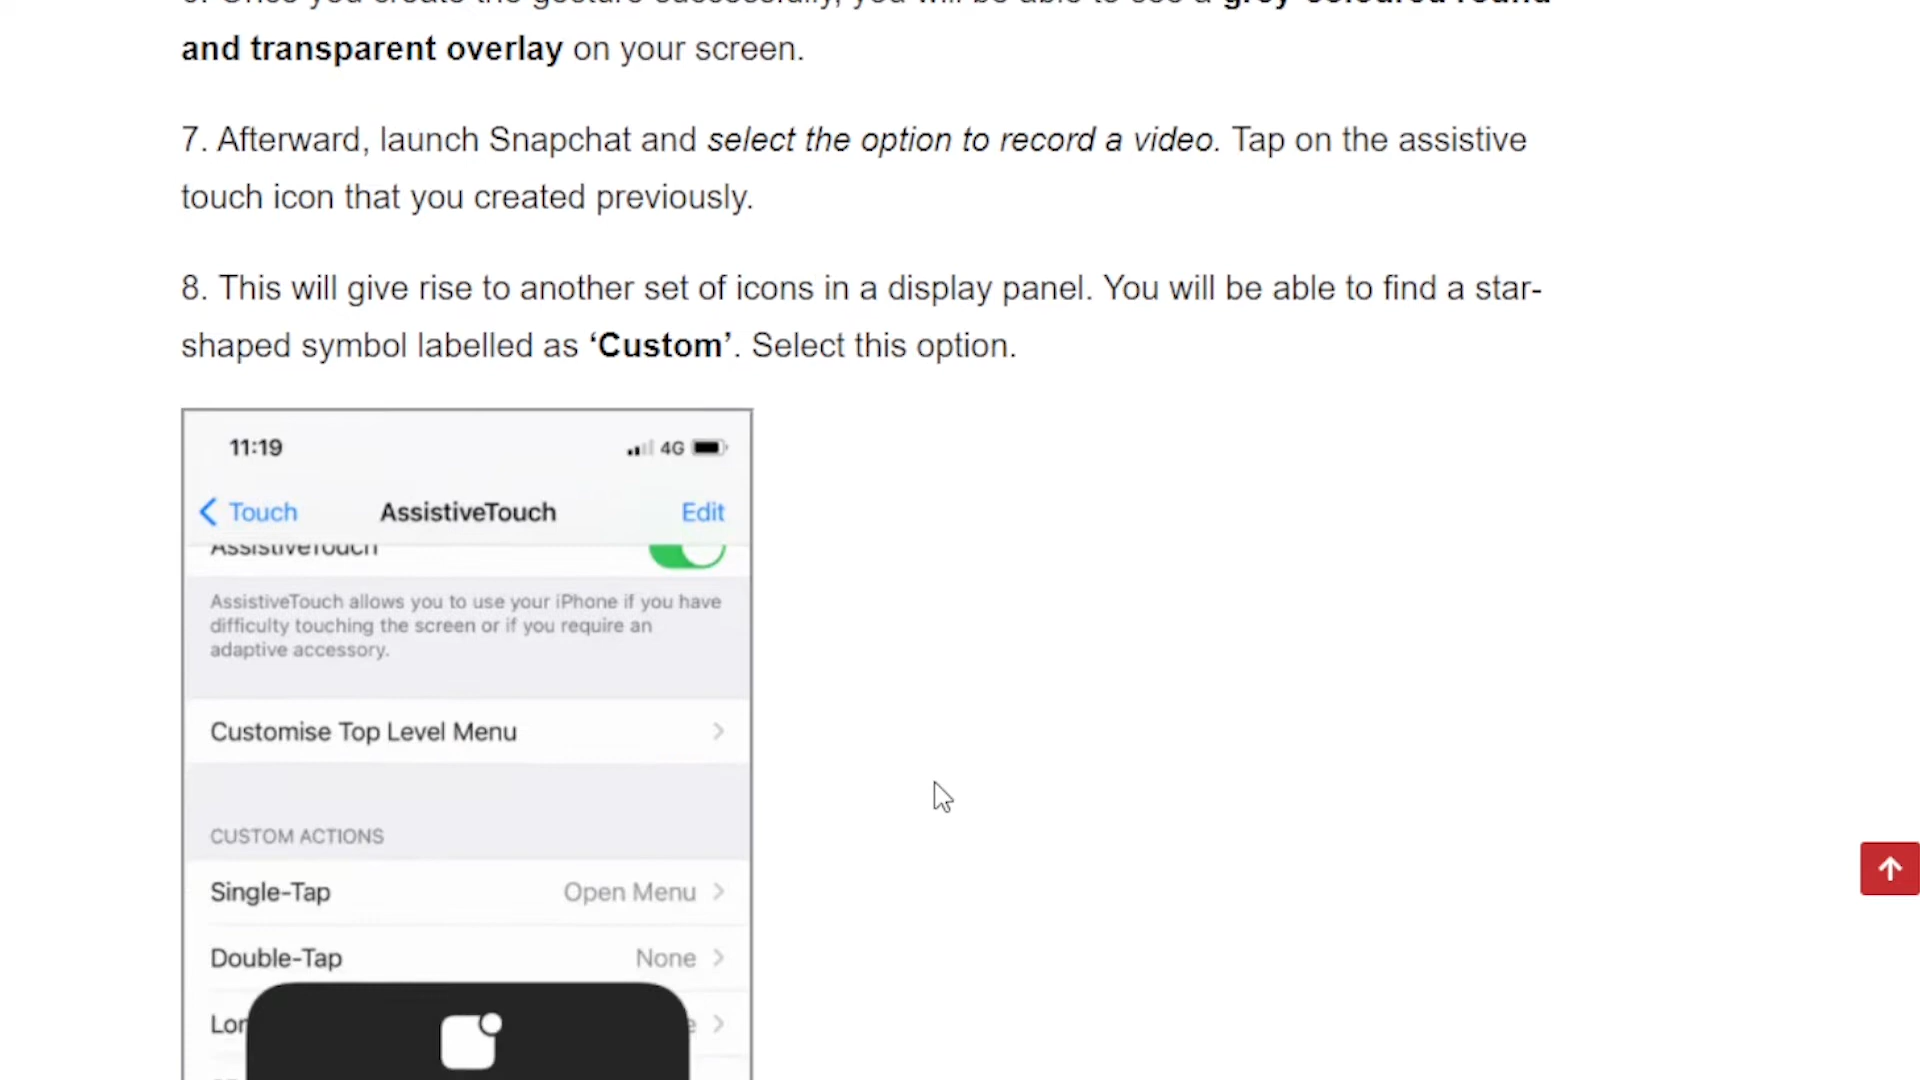 and transparent overlay on your screen.
7. Afterward, launch Snapchat and select the option to record a video. Tap on the assistive
touch icon that you created previously.
8. This will give rise to another set of icons in a display panel. You will be able to find a star-
shaped symbol labelled as ‘Custom’. Select this option.
11:19 4G
Touch AssistiveTouch Edit
AssistiveTouch
AssistiveTouch allows you to use your iPhone if you have
difficulty touching the screen or if you require an
adaptive accessory.
Customise Top Level Menu
CUSTOM ACTIONS
Single-Tap Open Menu
Double-Tap None
Lon